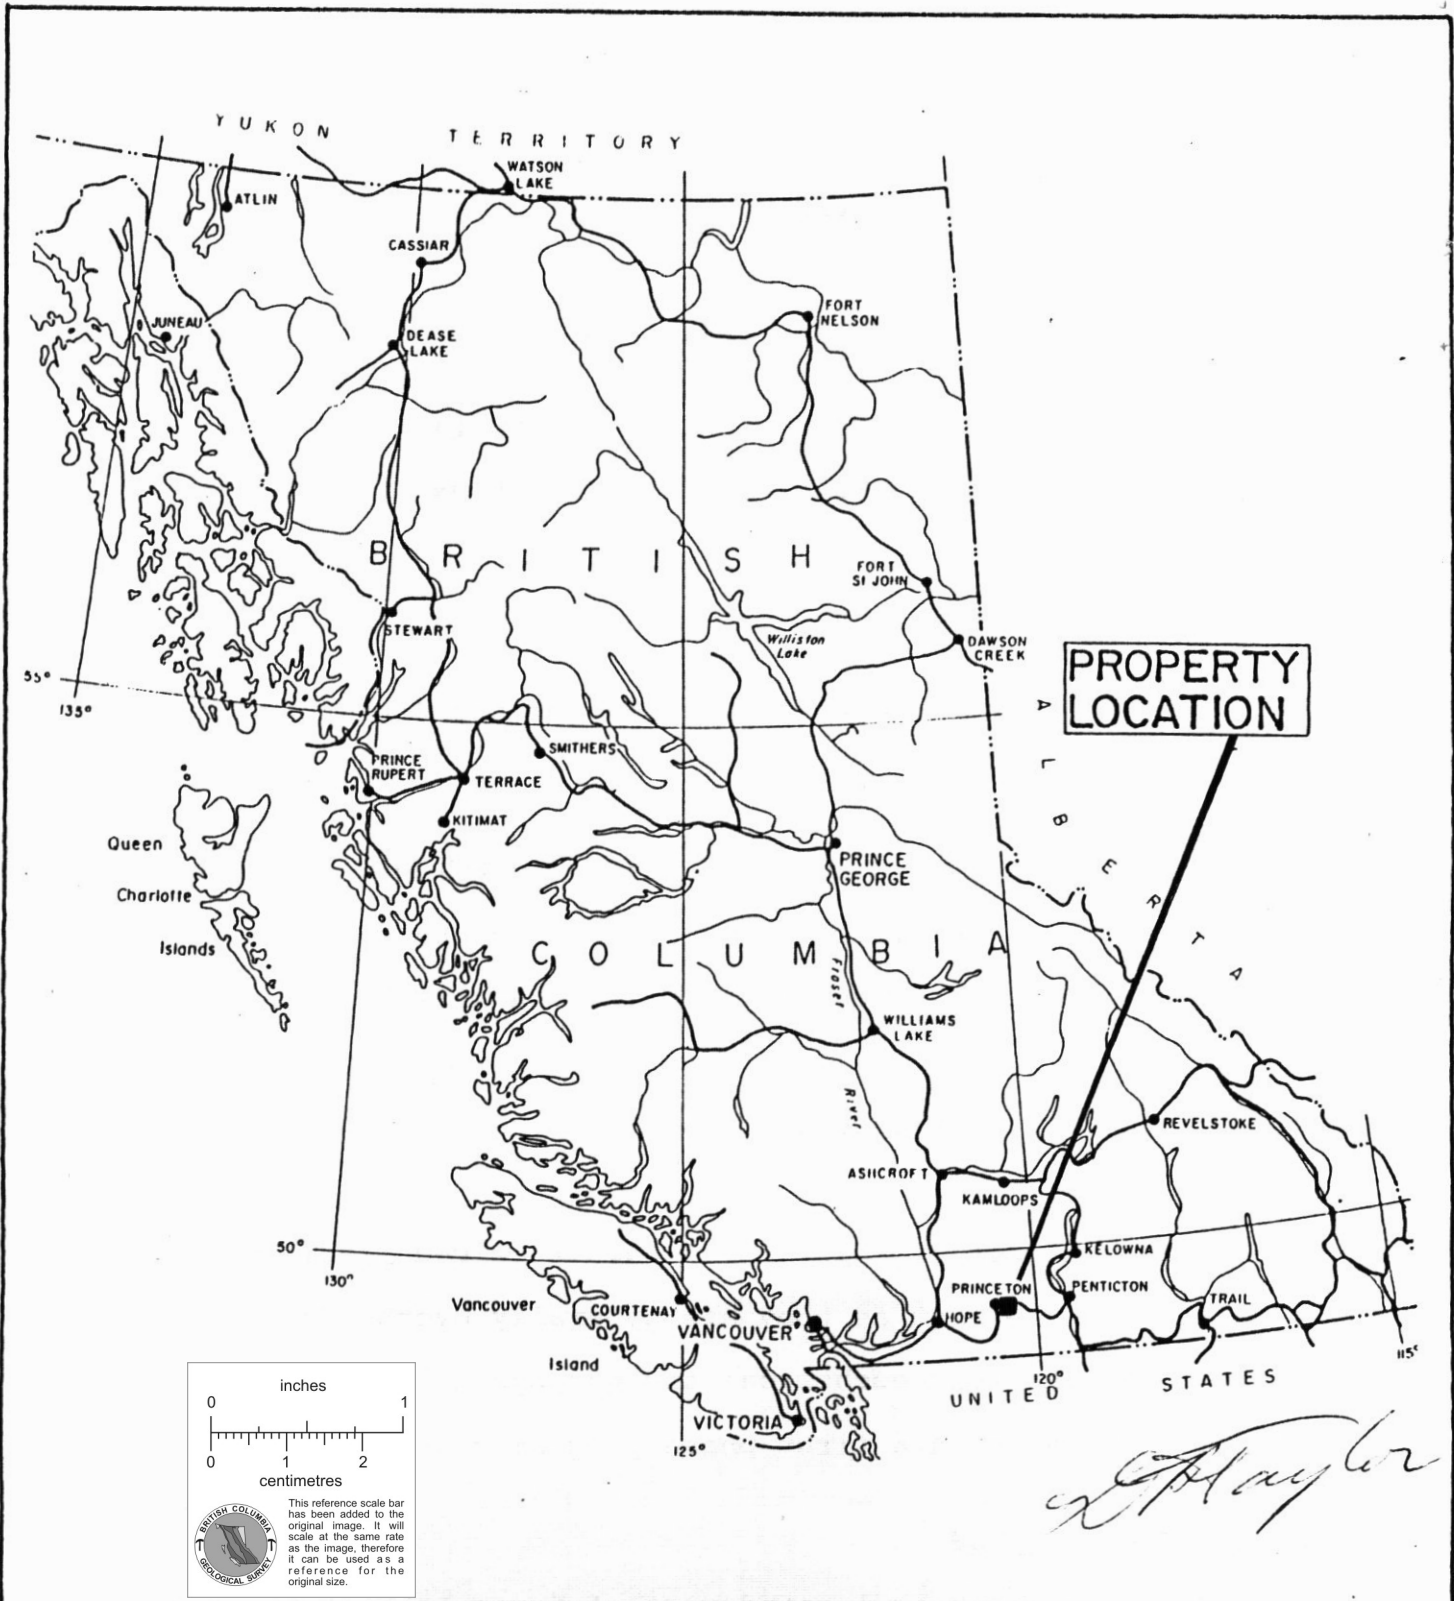 YUKON TERRITORY
WATSON
LAKE
ATLIN
CASSIAR
JUNEAU
DEASE
LAKE
FORT
NELSON
BRITISH
FORT
ST JOHN
STEWART
Williston
Lake
DAWSON
CREEK
PROPERTY
LOCATION
55°
135°
ALBERTA
PRINCE
RUPERT
SMITHERS
TERRACE
KITIMAT
Queen
Charlotte
Islands
PRINCE
GEORGE
COLUMBIA
Fraser
River
WILLIAMS
LAKE
REVELSTOKE
ASHCROFT
KAMLOOPS
50°
130°
KELOWNA
PRINCETON
PENTICTON
Vancouver
Island
COURTENAY
VANCOUVER
HOPE
TRAIL
115°
120°
UNITED STATES
VICTORIA
125°
inches
0 1
0 1 2
centimetres
BRITISH COLUMBIA
GEOLOGICAL SURVEY
This reference scale bar
has been added to the
original image. It will
scale at the same rate
as the image, therefore
it can be used as a
reference for the
original size.